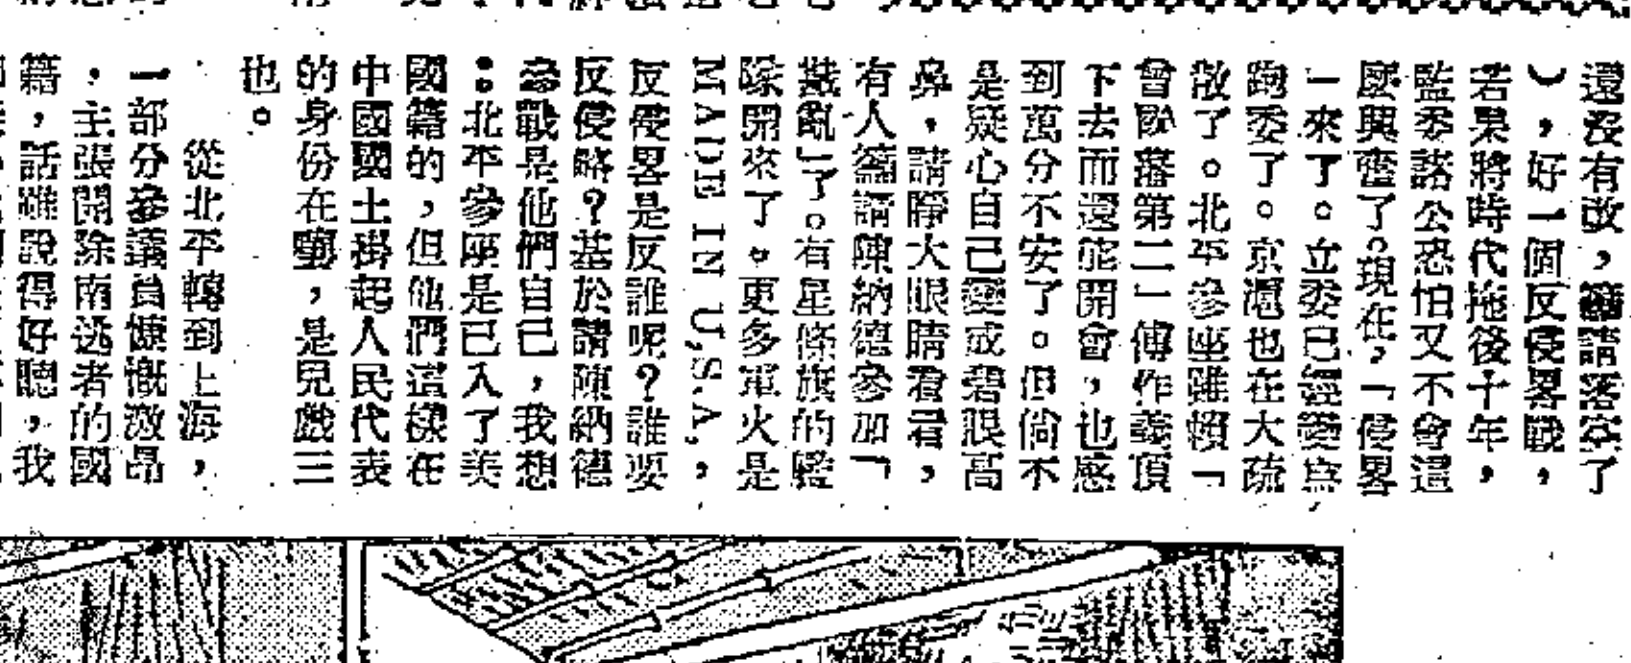 還沒有改，續請落空了
），好一個反侵畧戰，
若果將時代拖後十年，
監委諸公恐怕又不會這
麼興奮了。現在，「侵畧
一來了。立委已經變爲
跑委了。京滬也在大疏
散了。北平參座雖賴「
曾敗落第二」傅作義頂
下去而還能開會，也感
到萬分不安了。但倘不
是疑心自己變成碧眼高
鼻，請睜大眼睛看看，
有人籲請陳納德參加「
戡亂」了。有星條旗的艦
隊開來了。更多軍火是
MADE IN U.S.A.，
反侵畧是反誰呢？誰要
反侵略？基於請陳納德
參戰是他們自己，我想
：北平參座是已入了美
國籍的，但他們這樣在
中國國土掛起人民代表
的身份在嚷，是兒戲三
也。
從北平轉到上海，
一部分參議員慷慨激昂
，主張開除南逃者的國
籍，話雖說得好聽，我